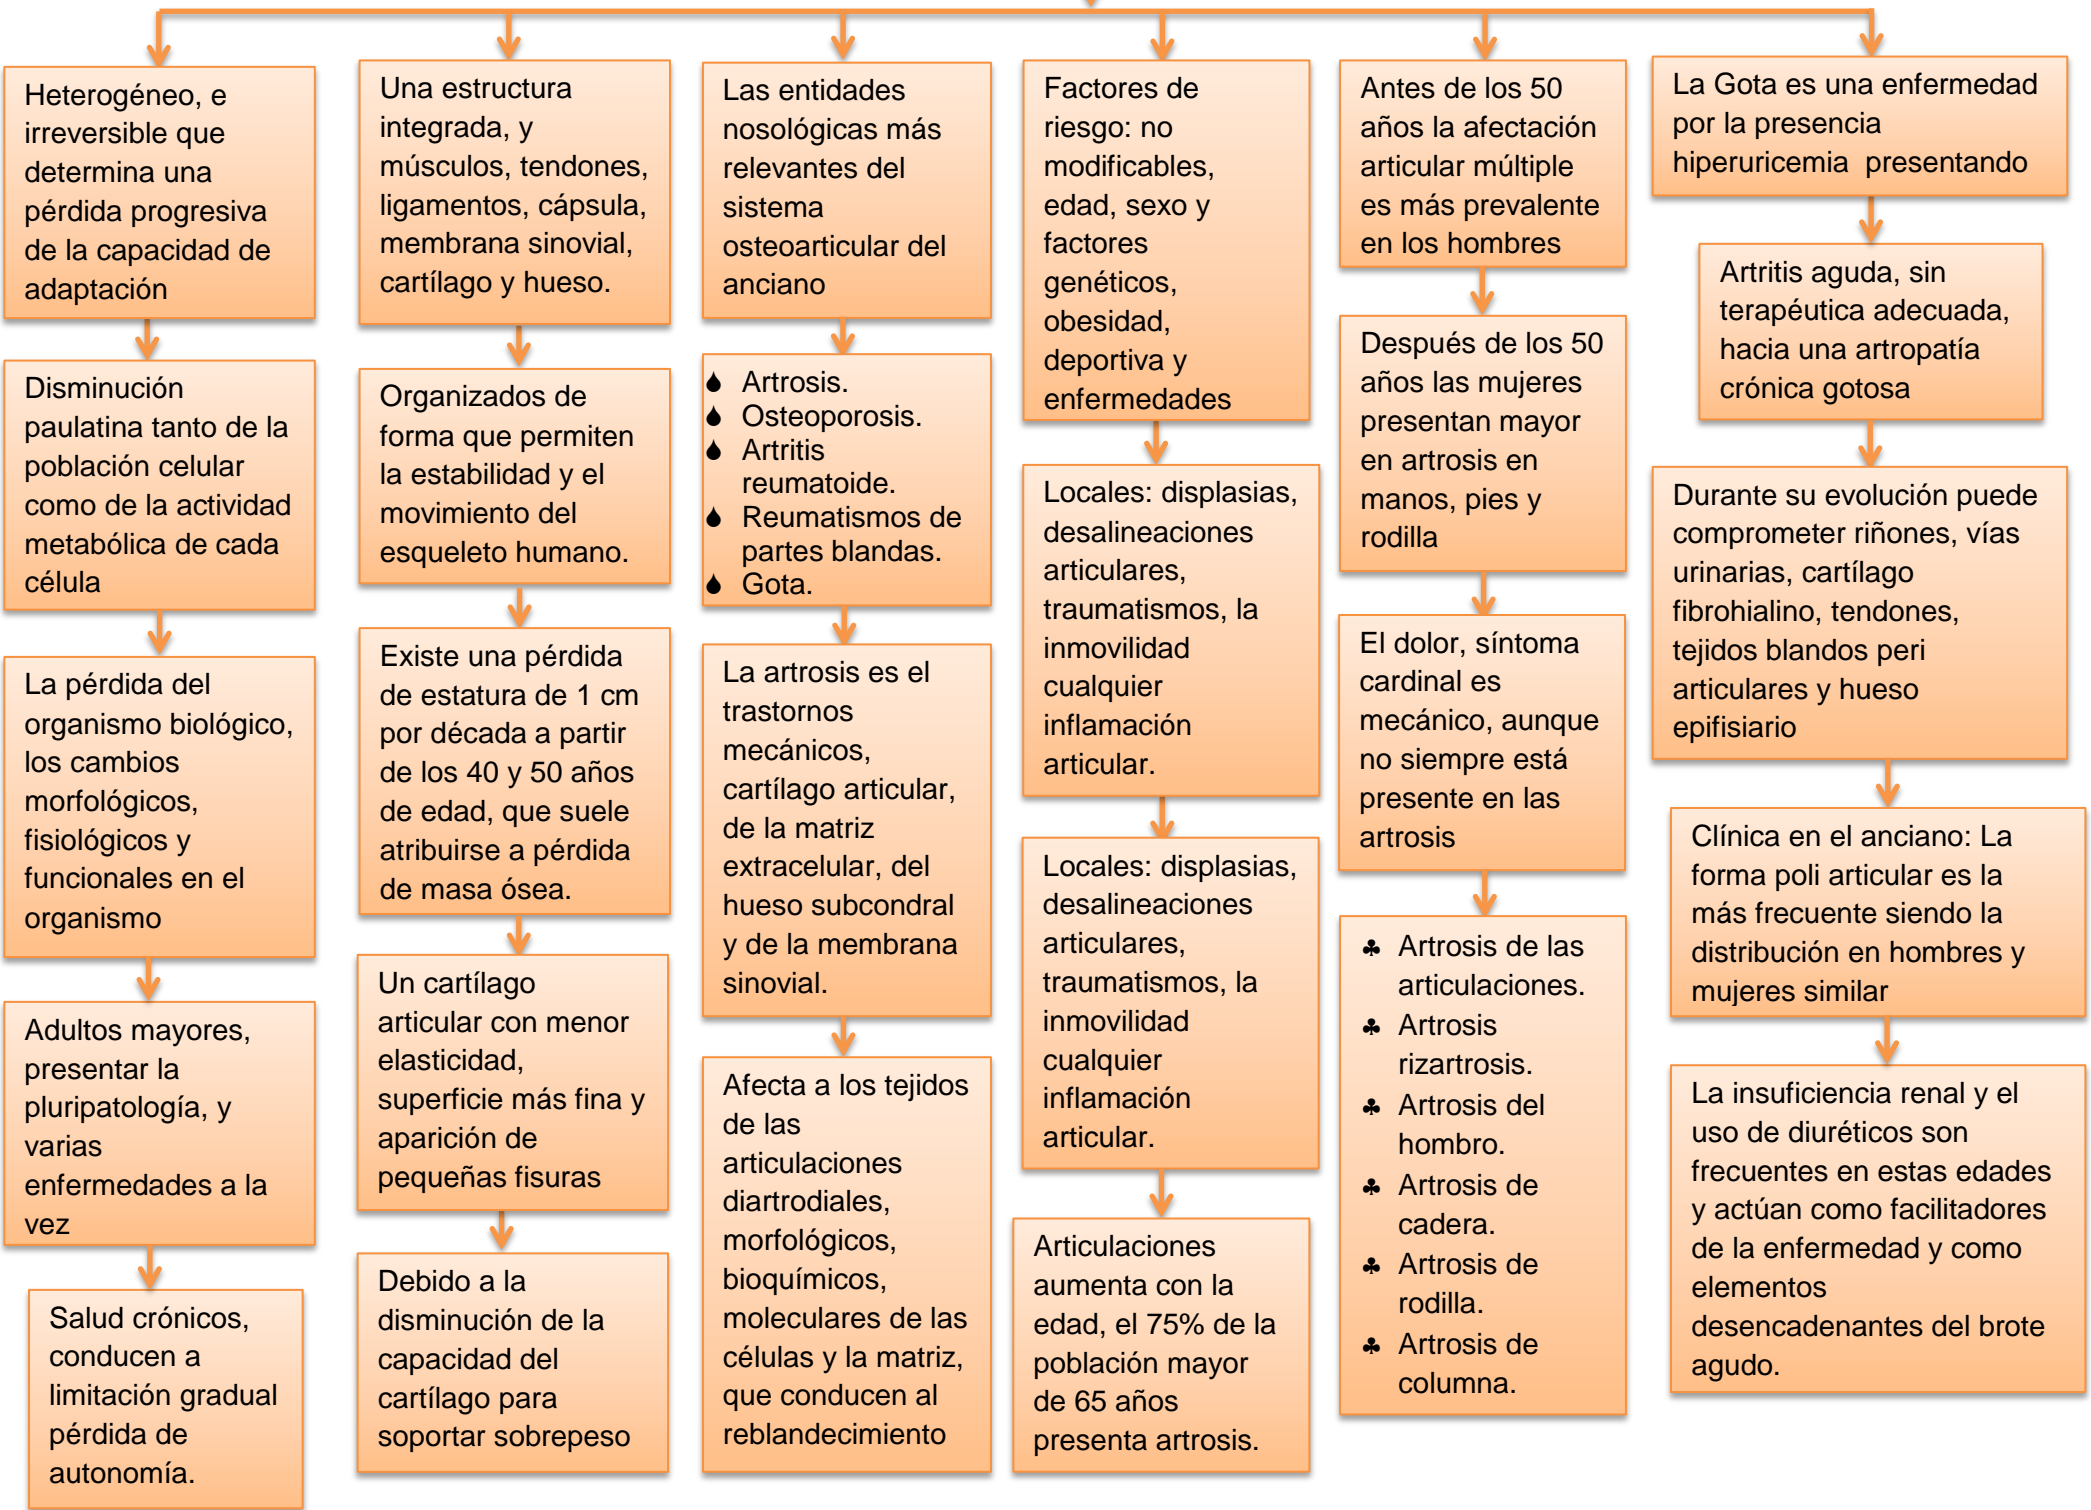 Heterogéneo, e
irreversible que
determina una
pérdida progresiva
de la capacidad de
adaptación
Disminución
paulatina tanto de la
población celular
como de la actividad
metabólica de cada
célula
La pérdida del
organismo biológico,
los cambios
morfológicos,
fisiológicos y
funcionales en el
organismo
Adultos mayores,
presentar la
pluripatología, y
varias
enfermedades a la
vez
Salud crónicos,
conducen a
limitación gradual
pérdida de
autonomía.
Una estructura
integrada, y
músculos, tendones,
ligamentos, cápsula,
membrana sinovial,
cartílago y hueso.
Organizados de
forma que permiten
la estabilidad y el
movimiento del
esqueleto humano.
Existe una pérdida
de estatura de 1 cm
por década a partir
de los 40 y 50 años
de edad, que suele
atribuirse a pérdida
de masa ósea.
Un cartílago
articular con menor
elasticidad,
superficie más fina y
aparición de
pequeñas fisuras
Debido a la
disminución de la
capacidad del
cartílago para
soportar sobrepeso
Las entidades
nosológicas más
relevantes del
sistema
osteoarticular del
anciano
Artrosis.
Osteoporosis.
Artritis
reumatoide.
Reumatismos de
partes blandas.
Gota.
La artrosis es el
trastornos
mecánicos,
cartílago articular,
de la matriz
extracelular, del
hueso subcondral
y de la membrana
sinovial.
Afecta a los tejidos
de las
articulaciones
diartrodiales,
morfológicos,
bioquímicos,
moleculares de las
células y la matriz,
que conducen al
reblandecimiento
Factores de
riesgo: no
modificables,
edad, sexo y
factores
genéticos,
obesidad,
deportiva y
enfermedades
Locales: displasias,
desalineaciones
articulares,
traumatismos, la
inmovilidad
cualquier
inflamación
articular.
Locales: displasias,
desalineaciones
articulares,
traumatismos, la
inmovilidad
cualquier
inflamación
articular.
Articulaciones
aumenta con la
edad, el 75% de la
población mayor
de 65 años
presenta artrosis.
Antes de los 50
años la afectación
articular múltiple
es más prevalente
en los hombres
Después de los 50
años las mujeres
presentan mayor
en artrosis en
manos, pies y
rodilla
El dolor, síntoma
cardinal es
mecánico, aunque
no siempre está
presente en las
artrosis
♣ Artrosis de las
articulaciones.
♣ Artrosis
rizartrosis.
♣ Artrosis del
hombro.
♣ Artrosis de
cadera.
♣ Artrosis de
rodilla.
♣ Artrosis de
columna.
La Gota es una enfermedad
por la presencia
hiperuricemia presentando
Artritis aguda, sin
terapéutica adecuada,
hacia una artropatía
crónica gotosa
Durante su evolución puede
comprometer riñones, vías
urinarias, cartílago
fibrohialino, tendones,
tejidos blandos peri
articulares y hueso
epifisiario
Clínica en el anciano: La
forma poli articular es la
más frecuente siendo la
distribución en hombres y
mujeres similar
La insuficiencia renal y el
uso de diuréticos son
frecuentes en estas edades
y actúan como facilitadores
de la enfermedad y como
elementos
desencadenantes del brote
agudo.